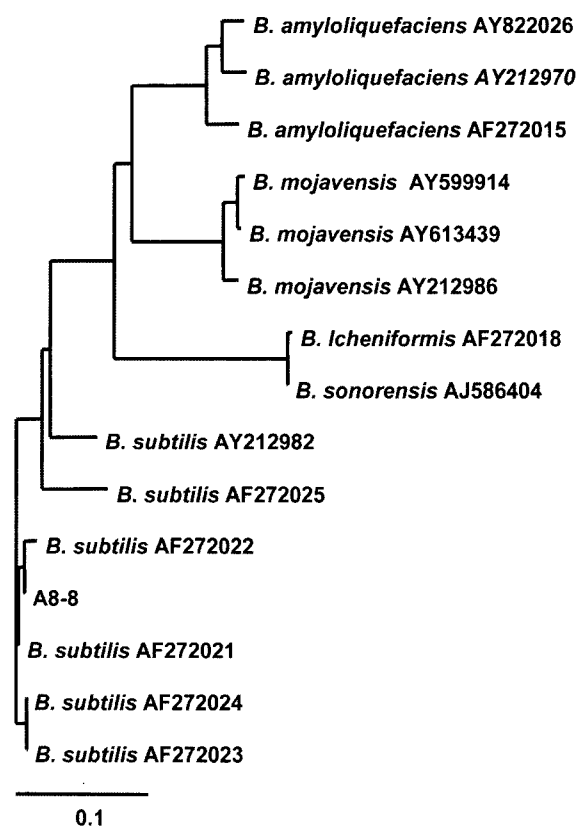 B. amyloliquefaciens AY822026
B. amyloliquefaciens AY212970
B. amyloliquefaciens AF272015
B. mojavensis AY599914
B. mojavensis AY613439
B. mojavensis AY212986
B. lcheniformis AF272018
B. sonorensis AJ586404
B. subtilis AY212982
B. subtilis AF272025
B. subtilis AF272022
A8-8
B. subtilis AF272021
B. subtilis AF272024
B. subtilis AF272023
0.1